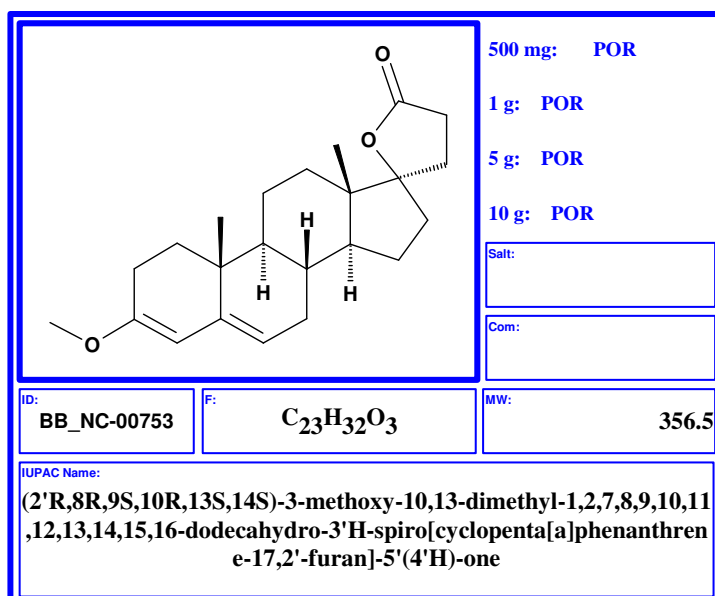 500 mg: POR
1 g: POR
5 g: POR
10 g: POR
O
O
H
H
H
O
Salt:
Com:
ID:
BB_NC-00753
F:
C23H32O3
MW:
356.5
IUPAC Name:
(2'R,8R,9S,10R,13S,14S)-3-methoxy-10,13-dimethyl-1,2,7,8,9,10,11
,12,13,14,15,16-dodecahydro-3'H-spiro[cyclopenta[a]phenanthren
e-17,2'-furan]-5'(4'H)-one